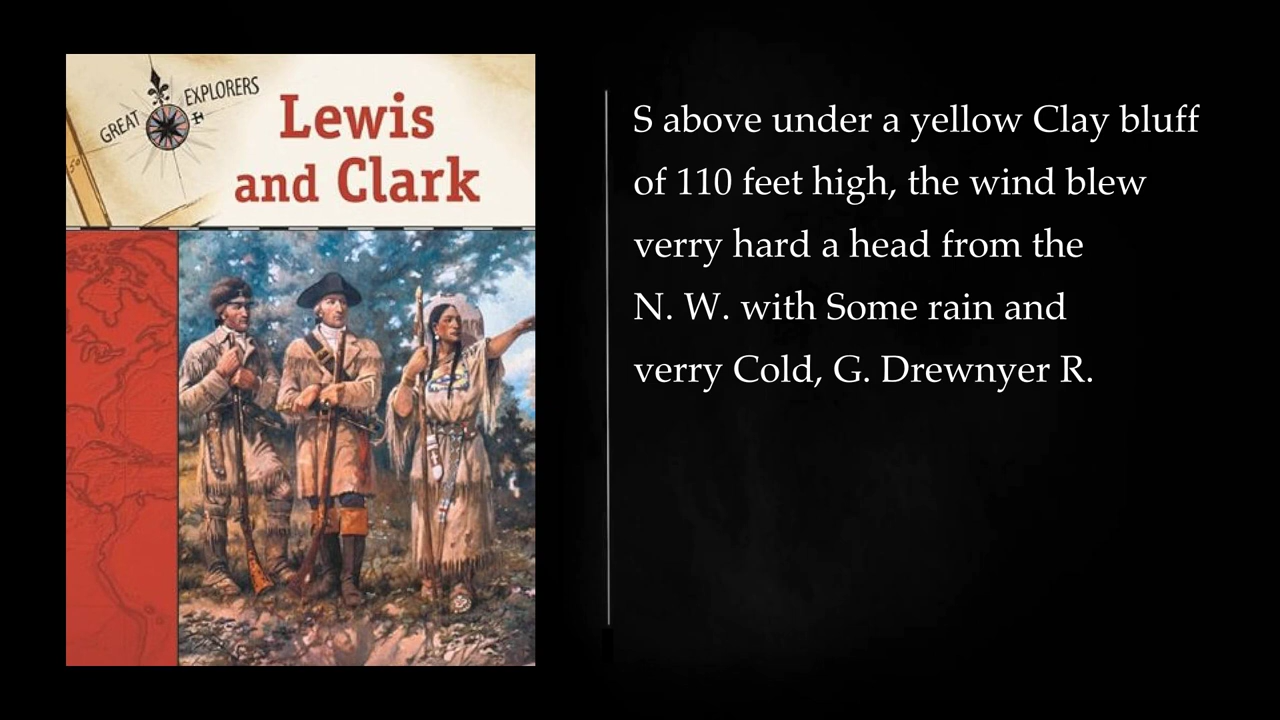 GREAT EXPLORERS
Lewis
and Clark
S above under a yellow Clay bluff
of 110 feet high, the wind blew
verry hard a head from the
N. W. with Some rain and
verry Cold, G. Drewnyer R.